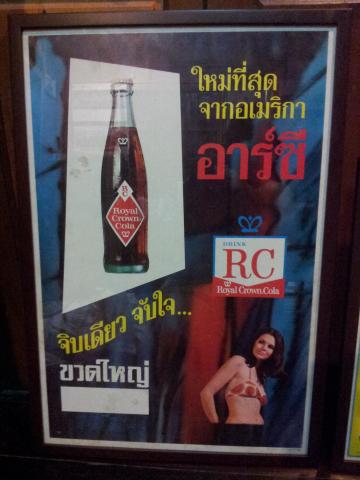 ใหม่ที่สุด
จากอเมริกา
อาร์ซี
RC
Royal
Crown
Cola
DRINK
RC
Royal Crown Cola
จิบเดียว จับใจ...
ขวดใหญ่